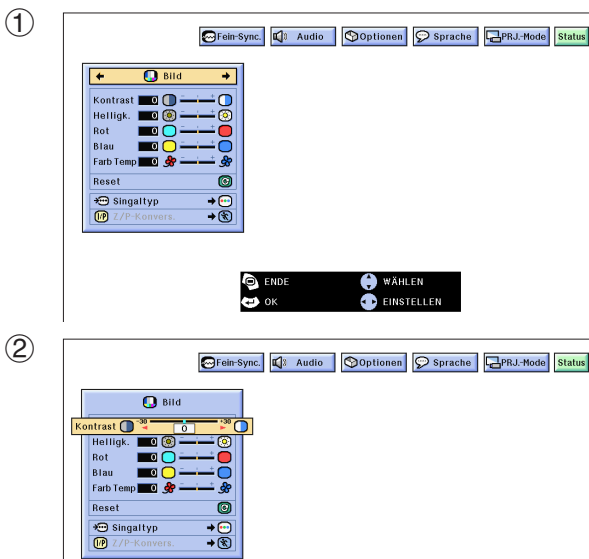 ①
Fein-Sync. Audio Optionen Sprache PRJ.-Mode Status
Bild
Kontrast 0 - +
Helligk. 0 - +
Rot 0 - +
Blau 0 - +
Farb Temp 0 - +
Reset
Singaltyp
I/P Z/P-Konvers.
ENDE WÄHLEN
OK EINSTELLEN
②
Fein-Sync. Audio Optionen Sprache PRJ.-Mode Status
Bild
Kontrast -30 0 +30
Helligk. 0 - +
Rot 0 - +
Blau 0 - +
Farb Temp 0 - +
Reset
Singaltyp
I/P Z/P-Konvers.